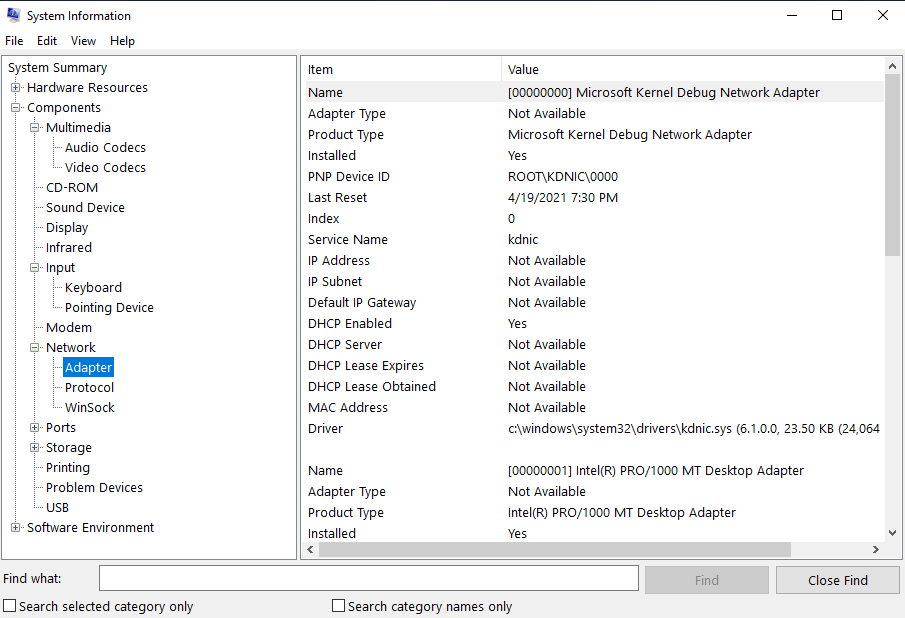 System Information
File Edit View Help
System Summary
Hardware Resources
Components
Multimedia
Audio Codecs
Video Codecs
CD-ROM
Sound Device
Display
Infrared
Input
Keyboard
Pointing Device
Modem
Network
Adapter
Protocol
WinSock
Ports
Storage
Printing
Problem Devices
USB
Software Environment
Item Value
Name [00000000] Microsoft Kernel Debug Network Adapter
Adapter Type Not Available
Product Type Microsoft Kernel Debug Network Adapter
Installed Yes
PNP Device ID ROOT\KDNIC\0000
Last Reset 4/19/2021 7:30 PM
Index 0
Service Name kdnic
IP Address Not Available
IP Subnet Not Available
Default IP Gateway Not Available
DHCP Enabled Yes
DHCP Server Not Available
DHCP Lease Expires Not Available
DHCP Lease Obtained Not Available
MAC Address Not Available
Driver c:\windows\system32\drivers\kdnic.sys (6.1.0.0, 23.50 KB (24,064
Name [00000001] Intel(R) PRO/1000 MT Desktop Adapter
Adapter Type Not Available
Product Type Intel(R) PRO/1000 MT Desktop Adapter
Installed Yes
Find what: Find Close Find
Search selected category only Search category names only